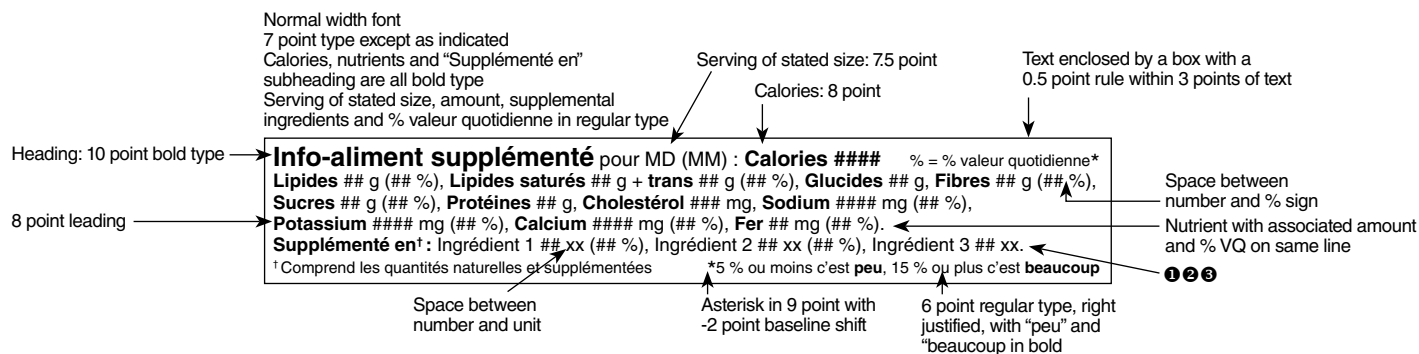 Normal width font
7 point type except as indicated
Calories, nutrients and “Supplémenté en”
subheading are all bold type
Serving of stated size, amount, supplemental
ingredients and % valeur quotidienne in regular type
Serving of stated size: 7.5 point
Calories: 8 point
Text enclosed by a box with a
0.5 point rule within 3 points of text
Heading: 10 point bold type
8 point leading
Info-aliment supplémenté pour MD (MM) : Calories #### % = % valeur quotidienne*
Lipides ## g (## %), Lipides saturés ## g + trans ## g (## %), Glucides ## g, Fibres ## g (## %),
Sucres ## g (## %), Protéines ## g, Cholestérol ### mg, Sodium #### mg (## %),
Potassium #### mg (## %), Calcium #### mg (## %), Fer ## mg (## %).
Supplémenté en† : Ingrédient 1 ## xx (## %), Ingrédient 2 ## xx (## %), Ingrédient 3 ## xx.
†Comprend les quantités naturelles et supplémentées *5 % ou moins c’est peu, 15 % ou plus c’est beaucoup
Space between
number and % sign
Nutrient with associated amount
and % VQ on same line
❶❷❸
Space between
number and unit
Asterisk in 9 point with
-2 point baseline shift
6 point regular type, right
justified, with “peu” and
“beaucoup in bold